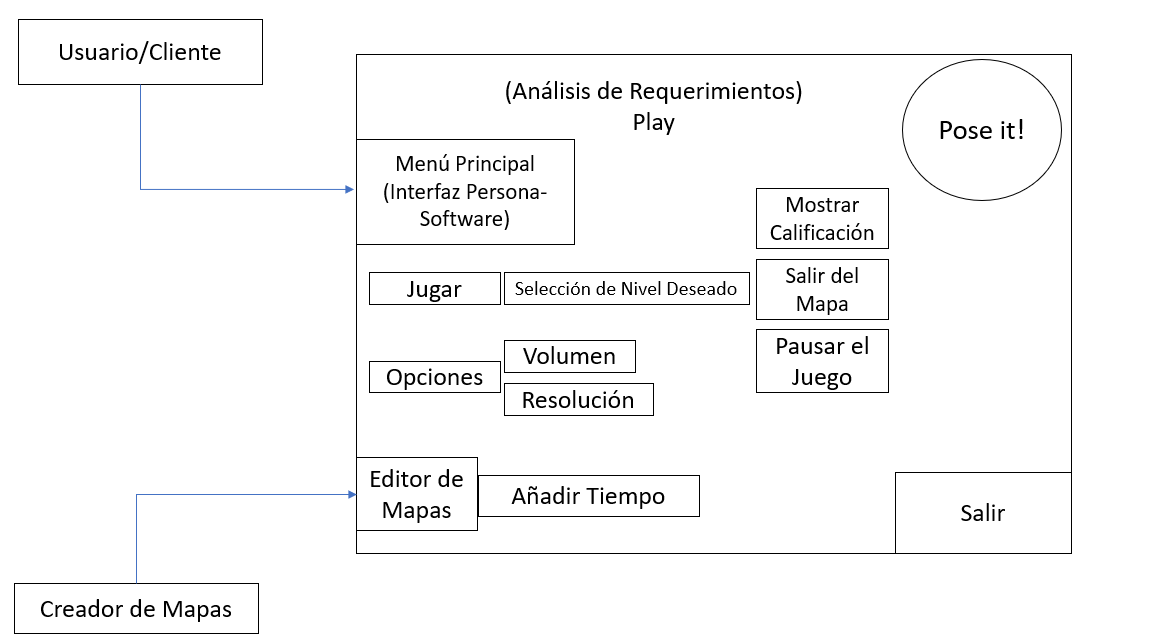 Usuario/Cliente
(Análisis de Requerimientos)
Play
Pose it!
Menú Principal
(Interfaz Persona-
Software)
Mostrar
Calificación
Jugar
Selección de Nivel Deseado
Salir del
Mapa
Volumen
Pausar el
Juego
Opciones
Resolución
Editor de
Mapas
Añadir Tiempo
Salir
Creador de Mapas